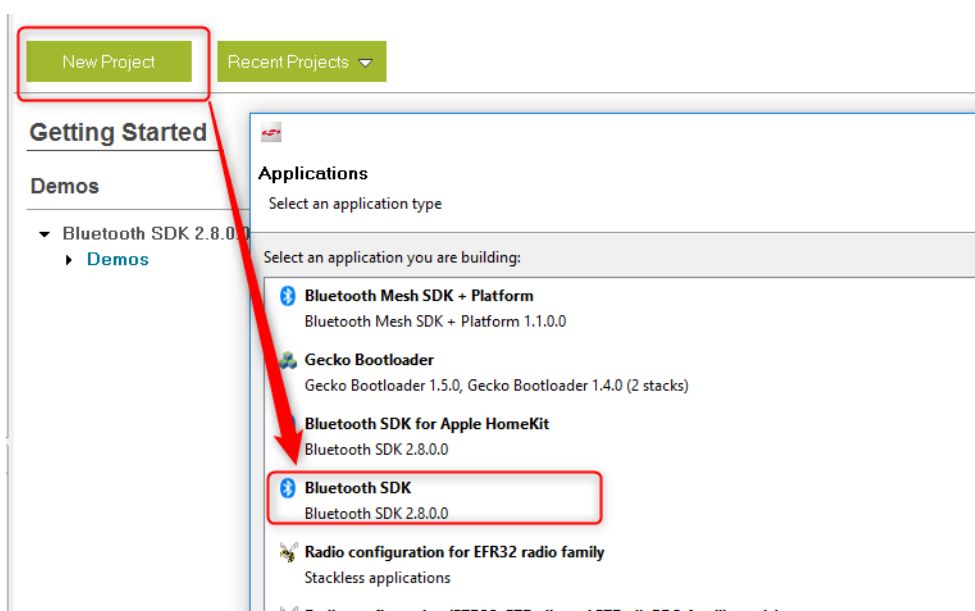 New Project
Recent Projects
Getting Started
Demos
Bluetooth SDK 2.8.0.0
Demos
Applications
Select an application type
Select an application you are building:
Bluetooth Mesh SDK + Platform
Bluetooth Mesh SDK + Platform 1.1.0.0
Gecko Bootloader
Gecko Bootloader 1.5.0, Gecko Bootloader 1.4.0 (2 stacks)
Bluetooth SDK for Apple HomeKit
Bluetooth SDK 2.8.0.0
Bluetooth SDK
Bluetooth SDK 2.8.0.0
Radio configuration for EFR32 radio family
Stackless applications